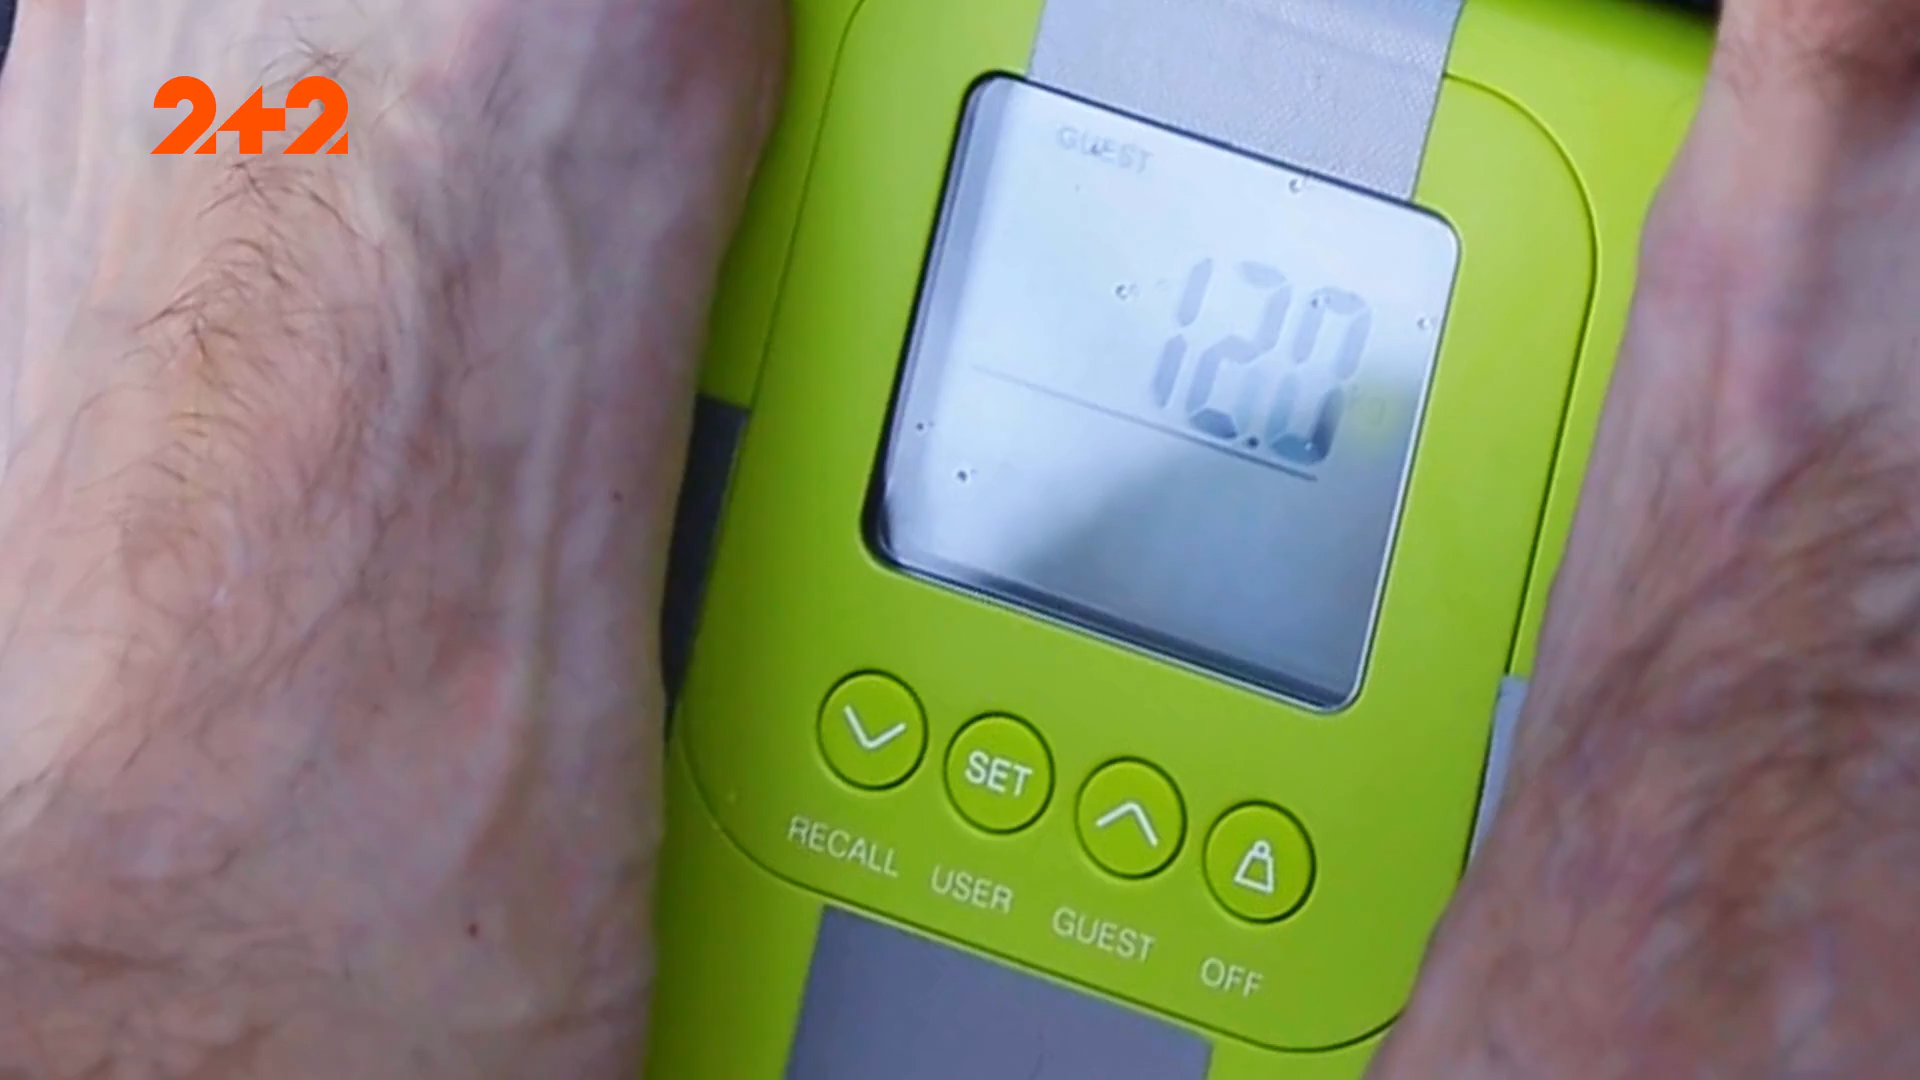 2+2
GUEST
12.0
SET
RECALL USER GUEST OFF